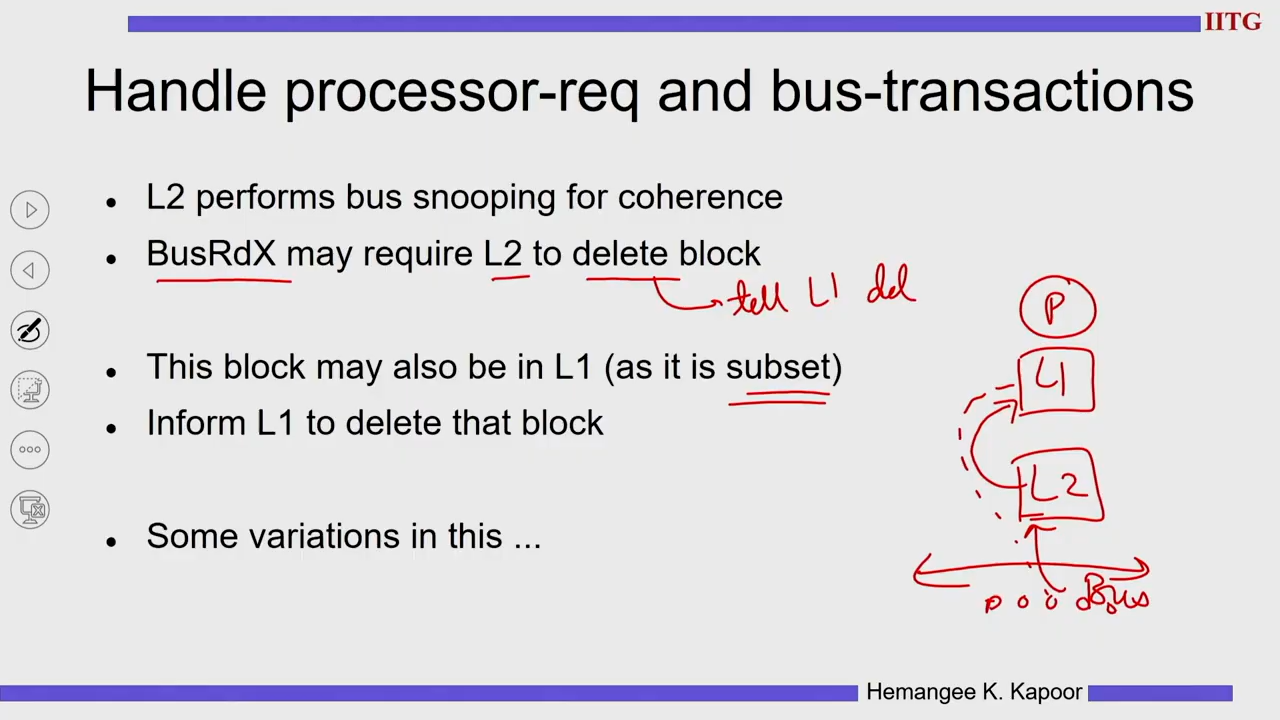 IITG
Handle processor-req and bus-transactions
L2 performs bus snooping for coherence
BusRdX may require L2 to delete block
tell L1 del
P
This block may also be in L1 (as it is subset)
L1
Inform L1 to delete that block
L2
Some variations in this ...
Bus
Hemangee K. Kapoor